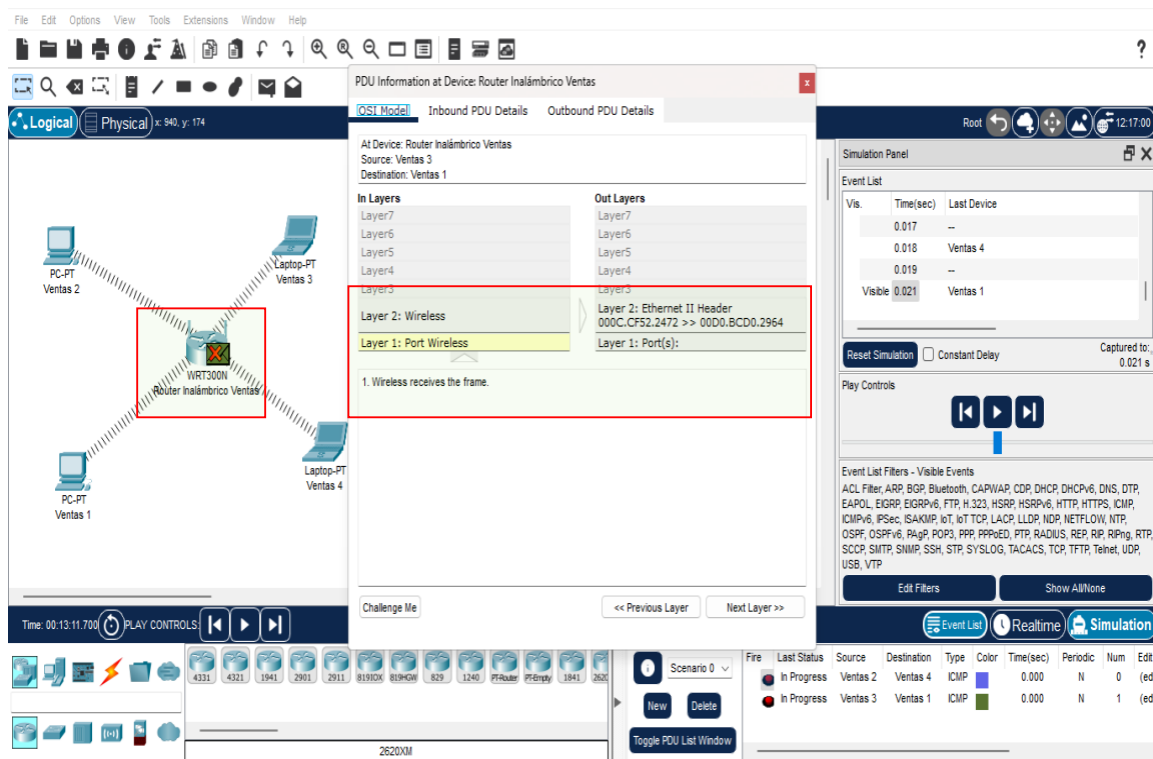 File Edit Options View Tools Extensions Window Help
?
Logical Physical x: 940, y: 174
Root 12:17:00
PDU Information at Device: Router Inalámbrico Ventas
x
OSI Model Inbound PDU Details Outbound PDU Details
At Device: Router Inalámbrico Ventas
Source: Ventas 3
Destination: Ventas 1
In Layers Out Layers
Layer7 Layer7
Layer6 Layer6
Layer5 Layer5
Layer4 Layer4
Layer3 Layer3
Layer 2: Wireless
Layer 2: Ethernet II Header
000C.CF52.2472 >> 00D0.BCD0.2964
Layer 1: Port Wireless Layer 1: Port(s):
1. Wireless receives the frame.
Challenge Me << Previous Layer Next Layer >>
PC-PT
Ventas 2
Laptop-PT
Ventas 3
WRT300N
Router Inalámbrico Ventas
Laptop-PT
Ventas 4
PC-PT
Ventas 1
Simulation Panel
Event List
Vis. Time(sec) Last Device
0.017 --
0.018 Ventas 4
0.019 --
Visible 0.021 Ventas 1
Reset Simulation Constant Delay
Captured to:
0.021 s
Play Controls
Event List Filters - Visible Events
ACL Filter, ARP, BGP, Bluetooth, CAPWAP, CDP, DHCP, DHCPv6, DNS, DTP,
EAPOL, EIGRP, EIGRPv6, FTP, H.323, HSRP, HSRPv6, HTTP, HTTPS, ICMP,
ICMPv6, IPSec, ISAKMP, IoT, IoT TCP, LACP, LLDP, NDP, NETFLOW, NTP,
OSPF, OSPFv6, PAgP, POP3, PPP, PPPoED, PTP, RADIUS, REP, RIP, RIPng, RTP,
SCCP, SMTP, SNMP, SSH, STP, SYSLOG, TACACS, TCP, TFTP, Telnet, UDP,
USB, VTP
Edit Filters Show All/None
Time: 00:13:11.700 PLAY CONTROLS:
Event List Realtime Simulation
4331 4321 1941 2901 2911 819IOX 819HGW 829 1240 PT-Router PT-Empty 1841 262
2620XM
Scenario 0
New Delete
Toggle PDU List Window
Fire Last Status Source Destination Type Color Time(sec) Periodic Num Edit
In Progress Ventas 2 Ventas 4 ICMP 0.000 N 0 (ed
In Progress Ventas 3 Ventas 1 ICMP 0.000 N 1 (ed